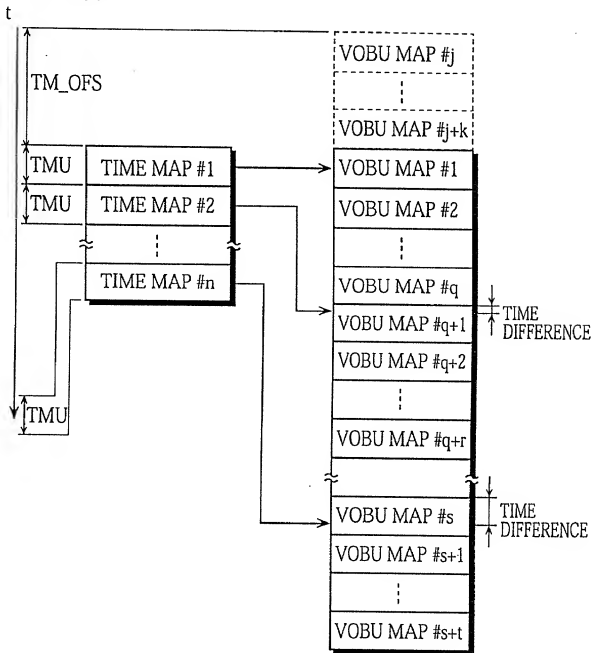 t
TM_OFS
TMU
TMU
TMU
TIME MAP #1
TIME MAP #2
TIME MAP #n
VOBU MAP #j
VOBU MAP #j+k
VOBU MAP #1
VOBU MAP #2
VOBU MAP #q
VOBU MAP #q+1
VOBU MAP #q+2
VOBU MAP #q+r
VOBU MAP #s
VOBU MAP #s+1
VOBU MAP #s+t
TIME
DIFFERENCE
TIME
DIFFERENCE